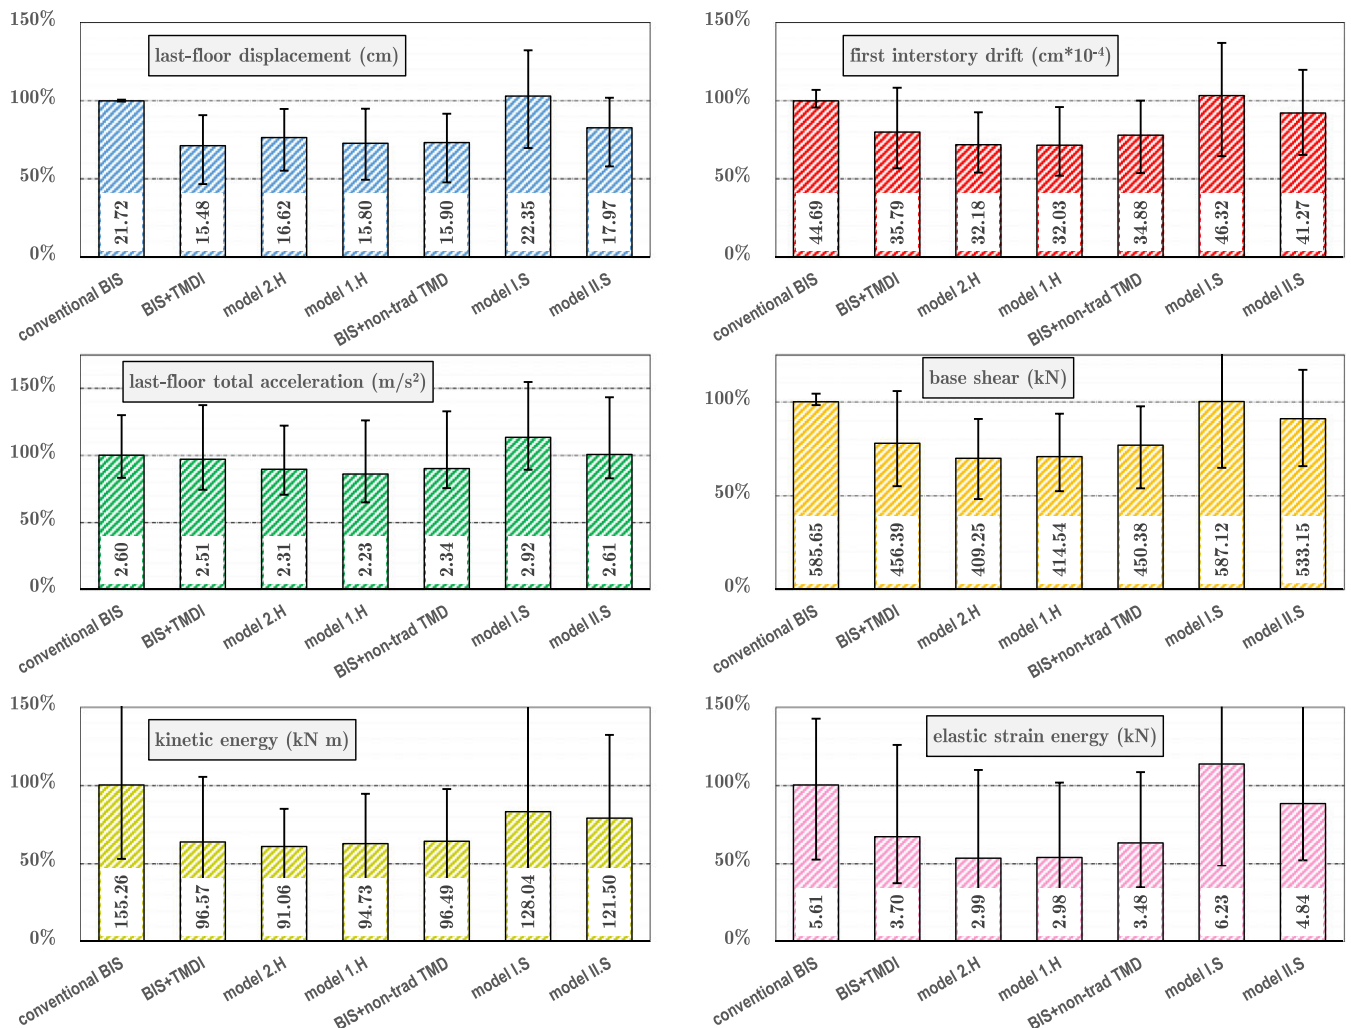 150%
last-floor displacement (cm)
100%
50%
21.72
15.48
16.62
15.80
15.90
22.35
17.97
0%
conventional BIS
BIS+TMDI
model 2.H
model 1.H
BIS+non-trad TMD
model I.S
model II.S
150%
first interstory drift (cm*10⁻⁴)
100%
50%
44.69
35.79
32.18
32.03
34.88
46.32
41.27
0%
conventional BIS
BIS+TMDI
model 2.H
model 1.H
BIS+non-trad TMD
model I.S
model II.S
last-floor total acceleration (m/s²)
150%
100%
50%
2.60
2.51
2.31
2.23
2.34
2.92
2.61
0%
conventional BIS
BIS+TMDI
model 2.H
model 1.H
BIS+non-trad TMD
model I.S
model II.S
base shear (kN)
100%
50%
585.65
456.39
409.25
414.54
450.38
587.12
533.15
0%
conventional BIS
BIS+TMDI
model 2.H
model 1.H
BIS+non-trad TMD
model I.S
model II.S
150%
kinetic energy (kN m)
100%
50%
155.26
96.57
91.06
94.73
96.49
128.04
121.50
0%
conventional BIS
BIS+TMDI
model 2.H
model 1.H
BIS+non-trad TMD
model I.S
model II.S
150%
elastic strain energy (kN)
100%
50%
5.61
3.70
2.99
2.98
3.48
6.23
4.84
0%
conventional BIS
BIS+TMDI
model 2.H
model 1.H
BIS+non-trad TMD
model I.S
model II.S